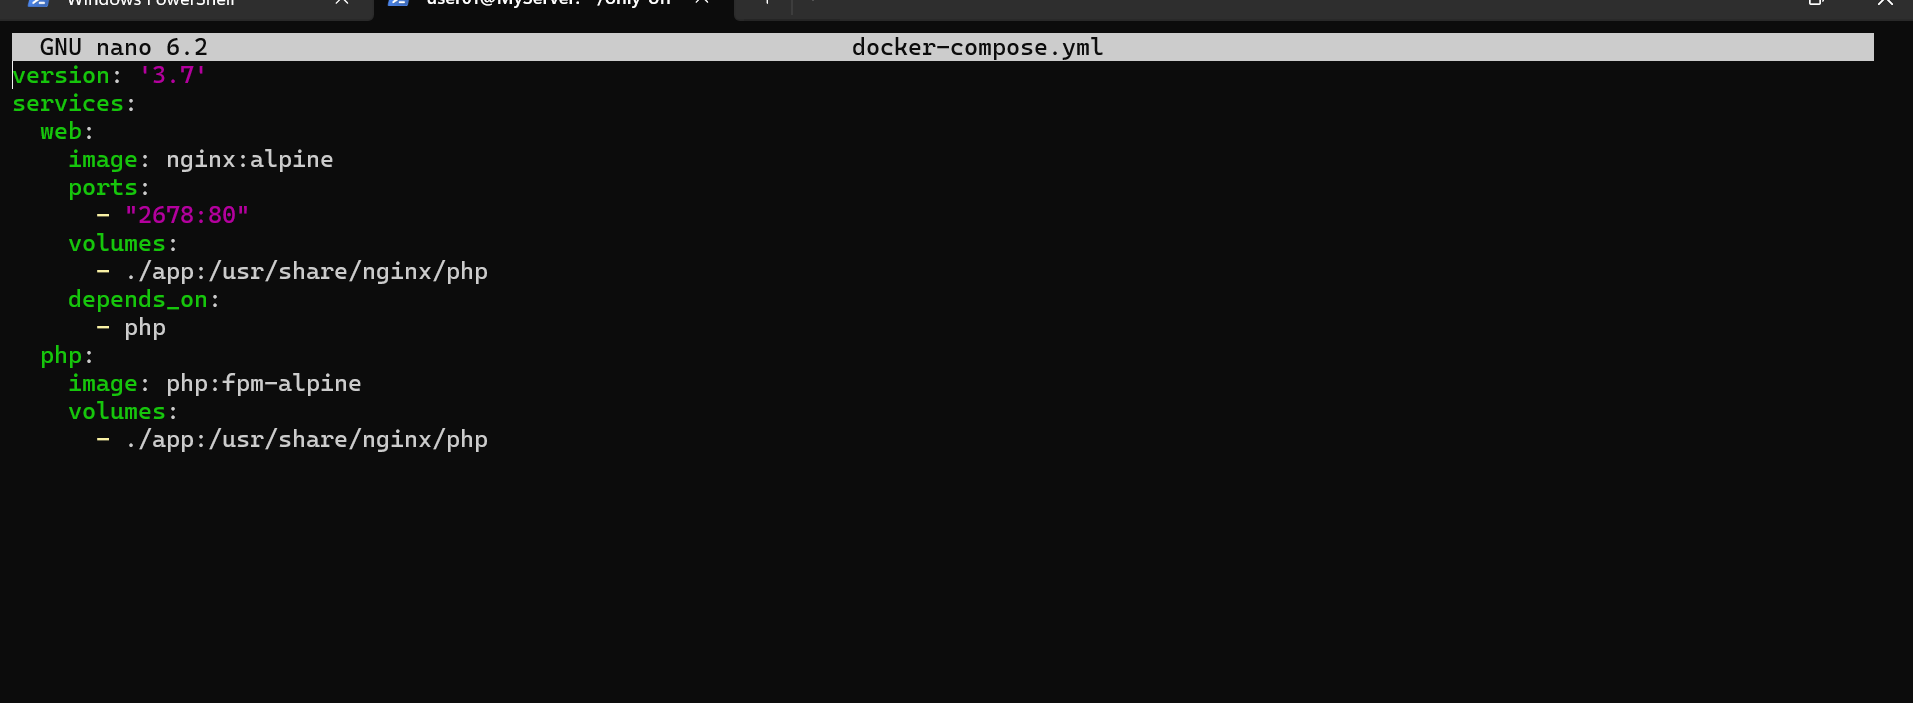 Windows PowerShell
user01@MyServer: ~/only-on
GNU nano 6.2 docker-compose.yml
version: '3.7'
services:
  web:
    image: nginx:alpine
    ports:
      - "2678:80"
    volumes:
      - ./app:/usr/share/nginx/php
    depends_on:
      - php
  php:
    image: php:fpm-alpine
    volumes:
      - ./app:/usr/share/nginx/php